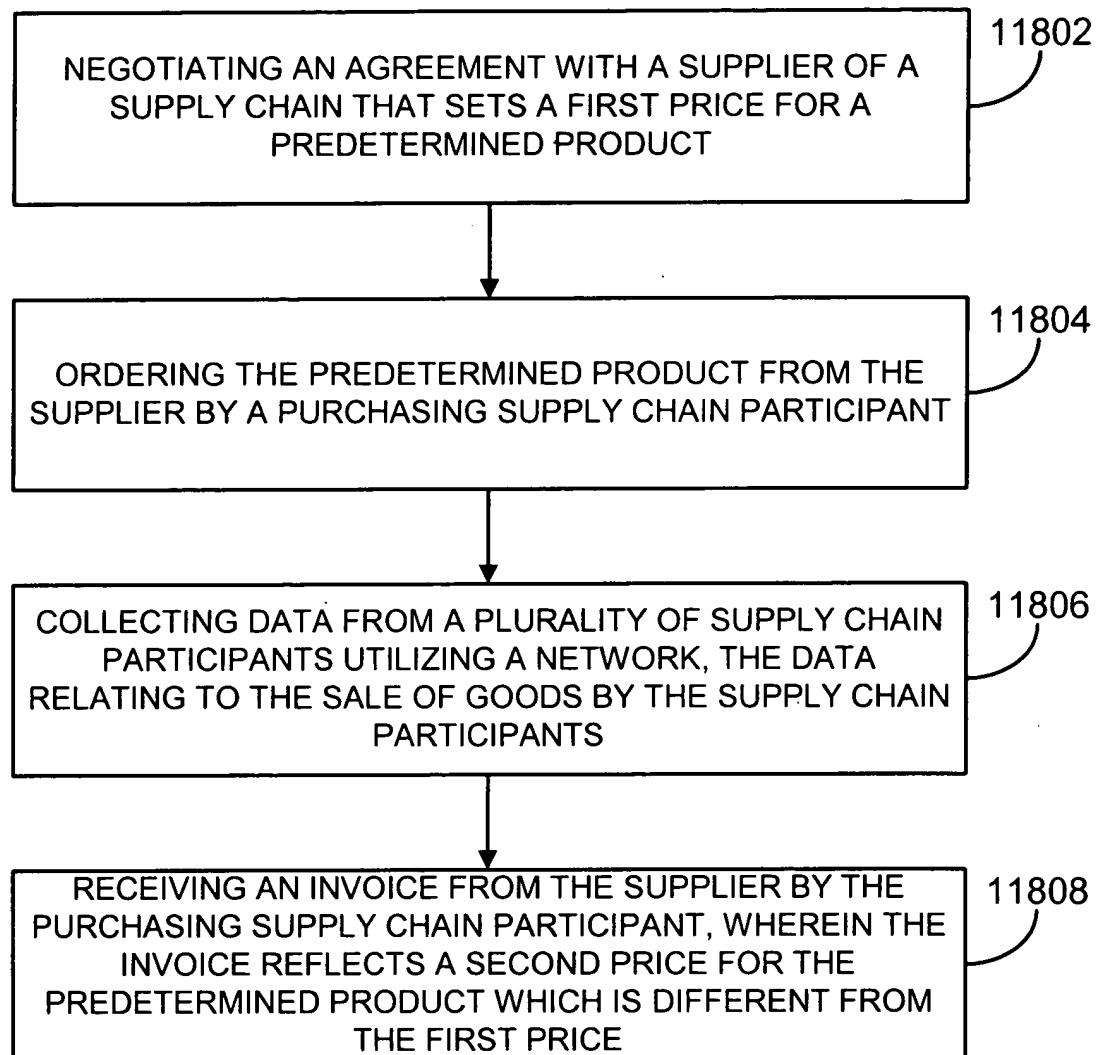 11802
NEGOTIATING AN AGREEMENT WITH A SUPPLIER OF A
SUPPLY CHAIN THAT SETS A FIRST PRICE FOR A
PREDETERMINED PRODUCT
11804
ORDERING THE PREDETERMINED PRODUCT FROM THE
SUPPLIER BY A PURCHASING SUPPLY CHAIN PARTICIPANT
11806
COLLECTING DATA FROM A PLURALITY OF SUPPLY CHAIN
PARTICIPANTS UTILIZING A NETWORK, THE DATA
RELATING TO THE SALE OF GOODS BY THE SUPPLY CHAIN
PARTICIPANTS
11808
RECEIVING AN INVOICE FROM THE SUPPLIER BY THE
PURCHASING SUPPLY CHAIN PARTICIPANT, WHEREIN THE
INVOICE REFLECTS A SECOND PRICE FOR THE
PREDETERMINED PRODUCT WHICH IS DIFFERENT FROM
THE FIRST PRICE